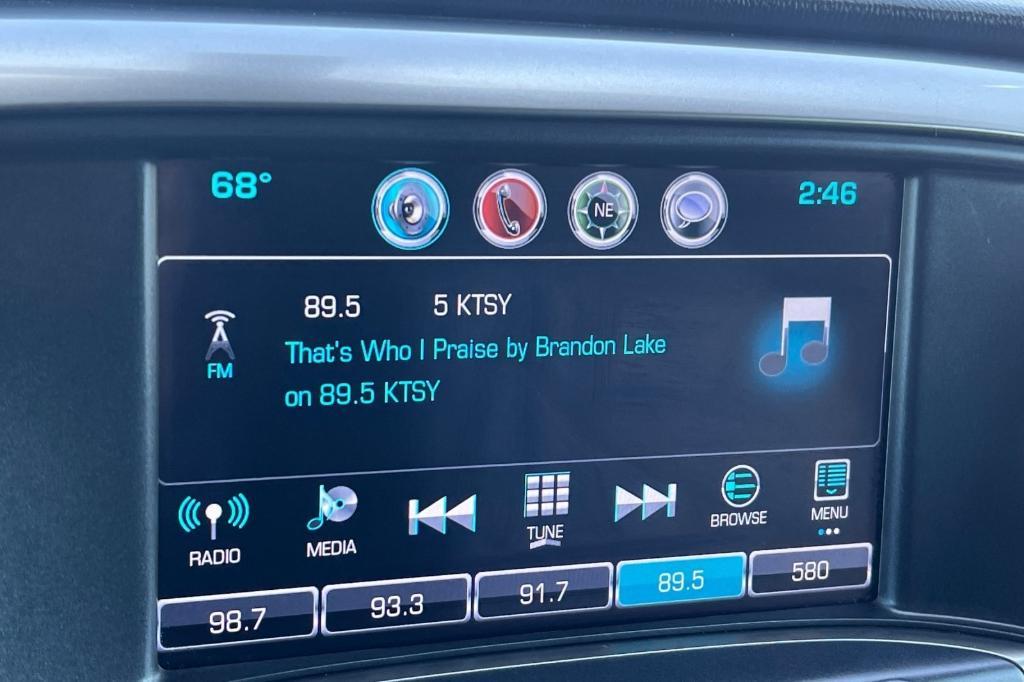 68°
NE
2:46
89.5 5 KTSY
FM
That's Who I Praise by Brandon Lake
on 89.5 KTSY
RADIO
MEDIA
TUNE
BROWSE
MENU
98.7
93.3
91.7
89.5
580